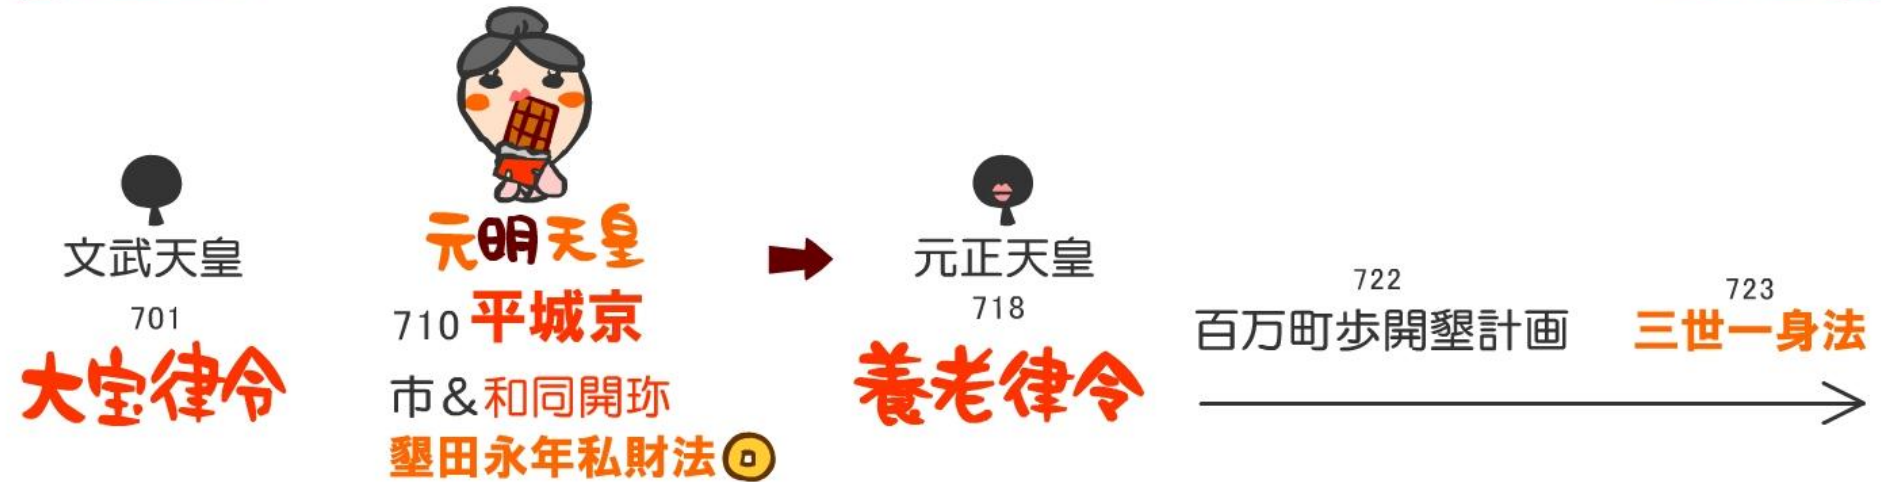 文武天皇
701
大宝律令
元明天皇
710 平城京
市&和同開珎
墾田永年私財法
元正天皇
718
養老律令
722
百万町歩開墾計画
723
三世一身法